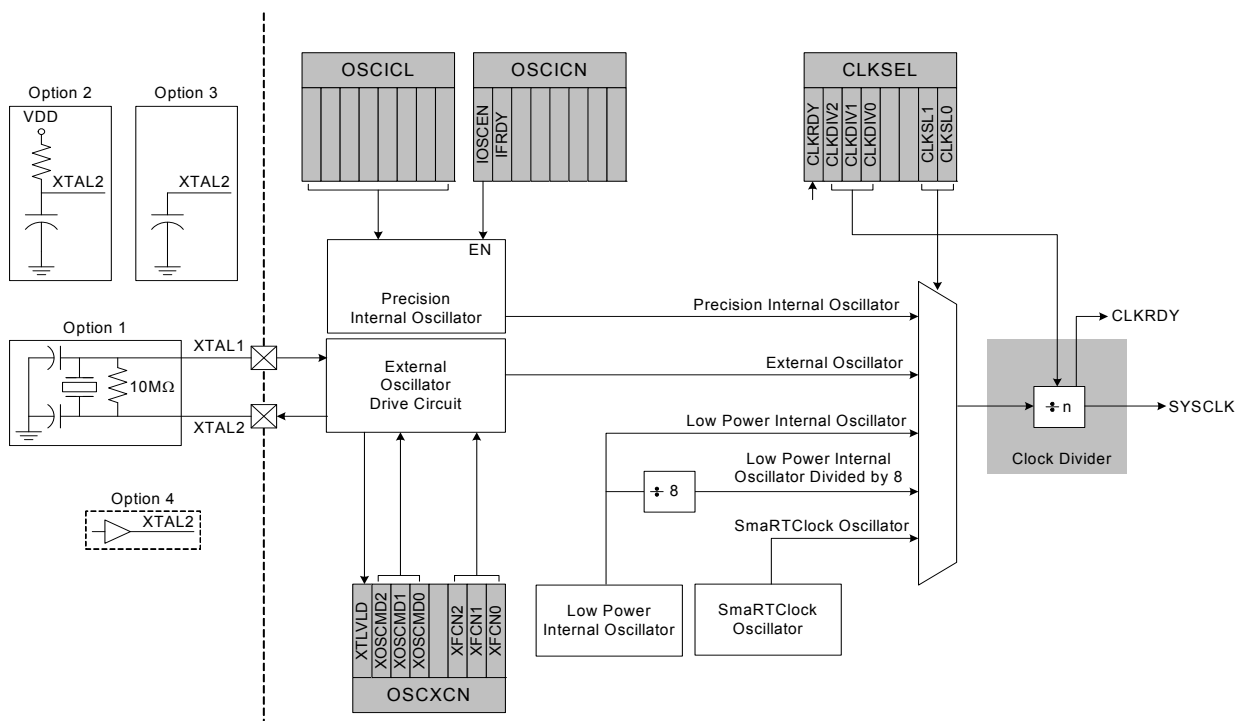 OSCICL
OSCICN
IOSCEN
IFRDY
CLKSEL
CLKRDY
CLKDIV2
CLKDIV1
CLKDIV0
CLKSL1
CLKSL0
Option 2
VDD
XTAL2
Option 3
XTAL2
EN
Precision
Internal Oscillator
Precision Internal Oscillator
CLKRDY
Option 1
XTAL1
10MΩ
XTAL2
External
Oscillator
Drive Circuit
External Oscillator
÷ n
SYSCLK
Clock Divider
Low Power Internal Oscillator
Low Power Internal
Oscillator Divided by 8
÷ 8
SmaRTClock Oscillator
Option 4
XTAL2
Low Power
Internal Oscillator
SmaRTClock
Oscillator
XTLVLD
XOSCMD2
XOSCMD1
XOSCMD0
XFCN2
XFCN1
XFCN0
OSCXCN